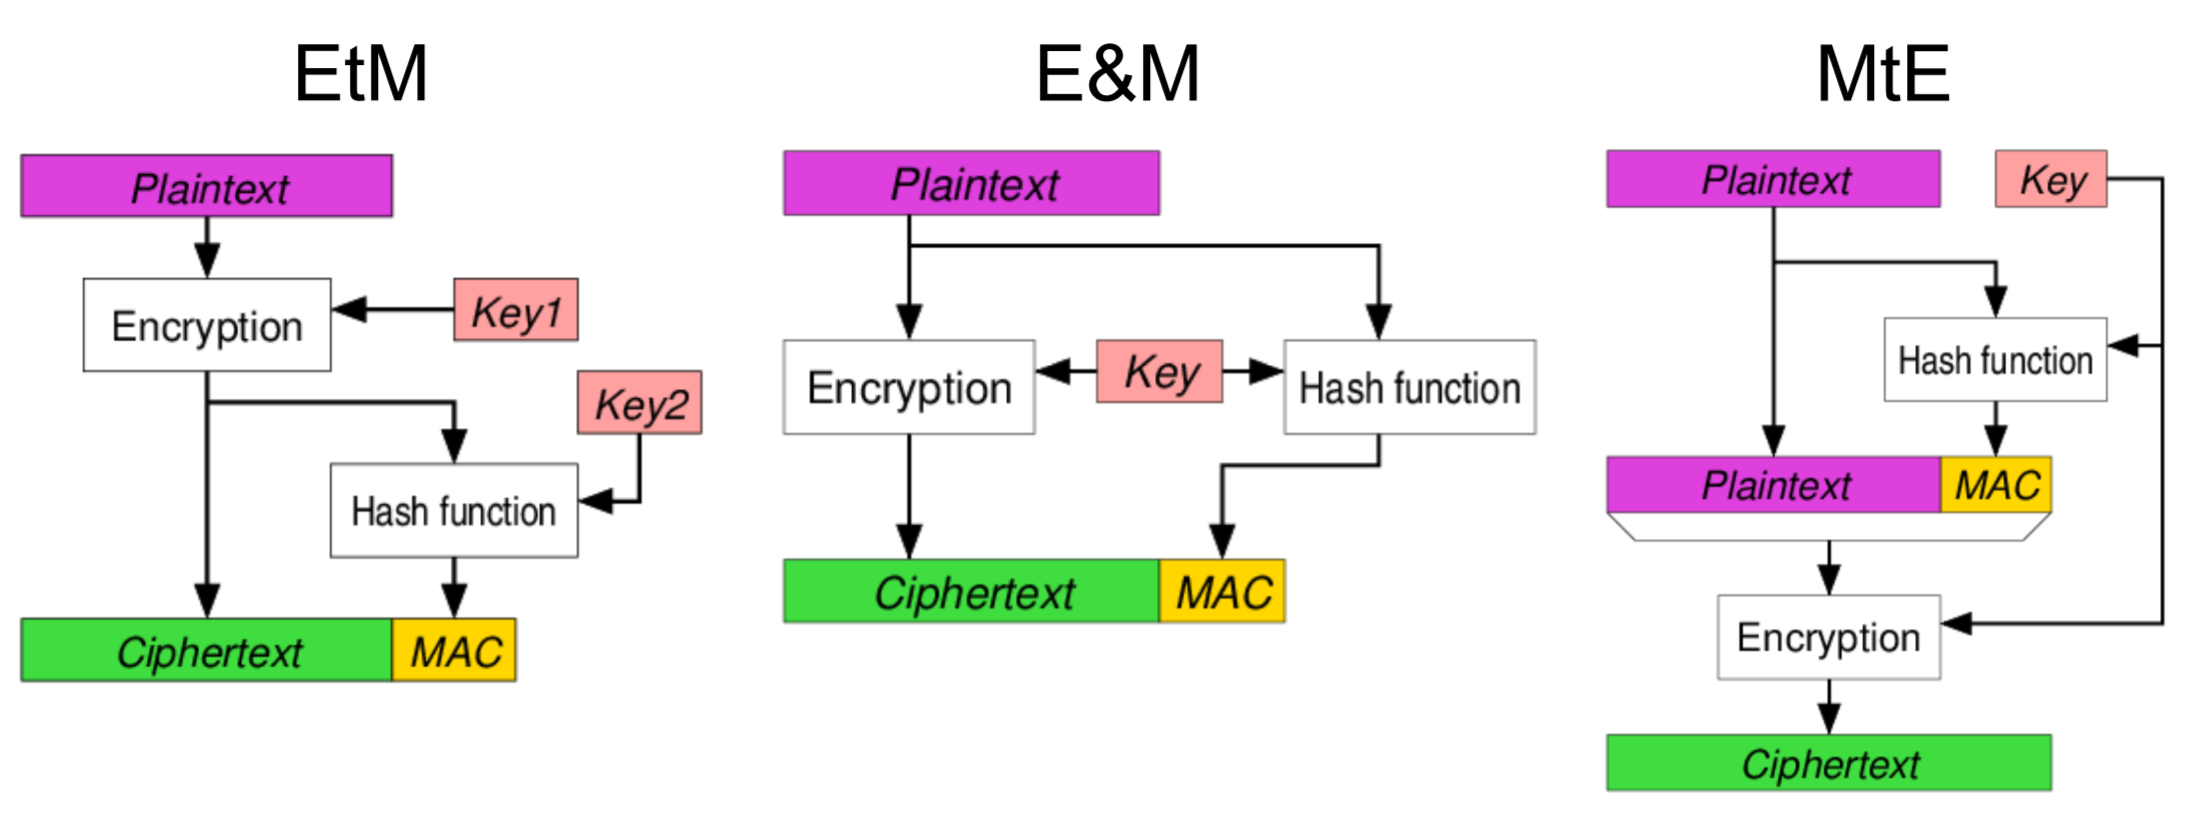 EtM
Plaintext
Encryption
Key1
Key2
Hash function
Ciphertext
MAC
E&M
Plaintext
Encryption
Key
Hash function
Ciphertext
MAC
MtE
Plaintext
Key
Hash function
Plaintext
MAC
Encryption
Ciphertext